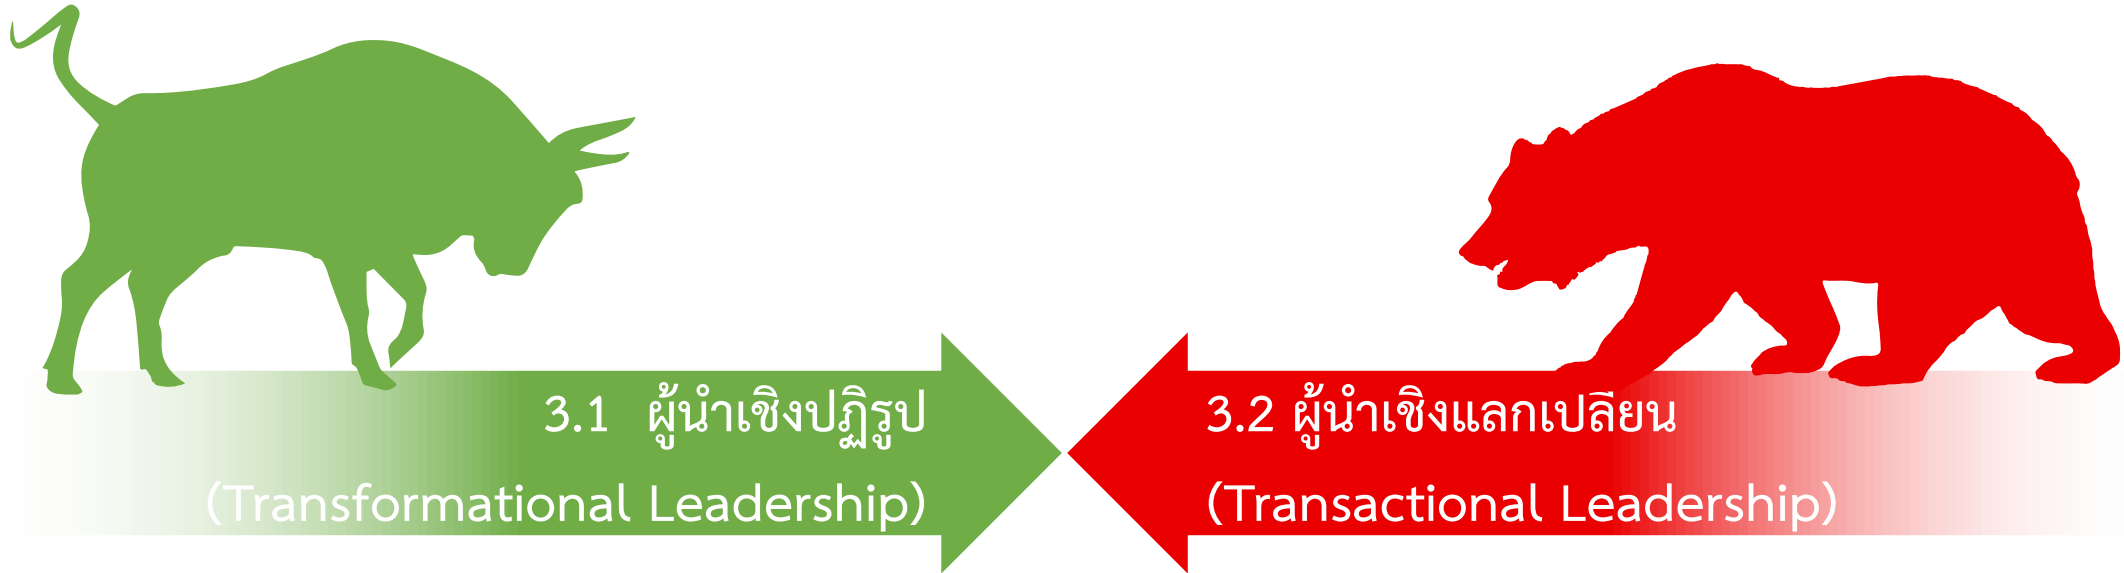 3.1 ผู้นำเชิงปฏิรูป
(Transformational Leadership)
3.2 ผู้นำเชิงแลกเปลี่ยน
(Transactional Leadership)